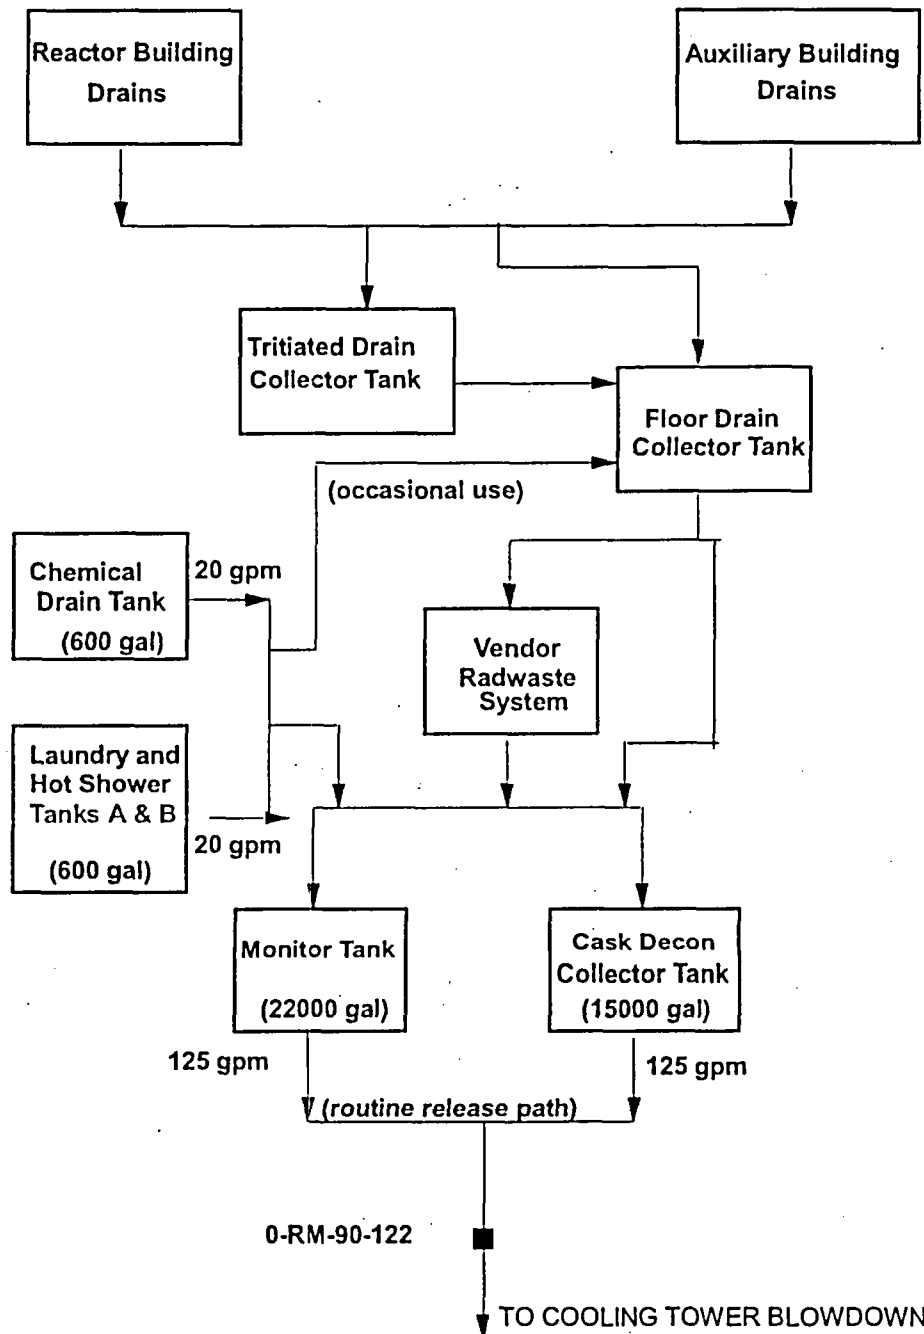 Reactor Building
Drains
Auxiliary Building
Drains
Tritiated Drain
Collector Tank
Floor Drain
Collector Tank
(occasional use)
Chemical
Drain Tank
(600 gal)
20 gpm
Vendor
Radwaste
System
Laundry and
Hot Shower
Tanks A & B
(600 gal)
20 gpm
Monitor Tank
(22000 gal)
Cask Decon
Collector Tank
(15000 gal)
125 gpm
125 gpm
(routine release path)
0-RM-90-122
TO COOLING TOWER BLOWDOWN